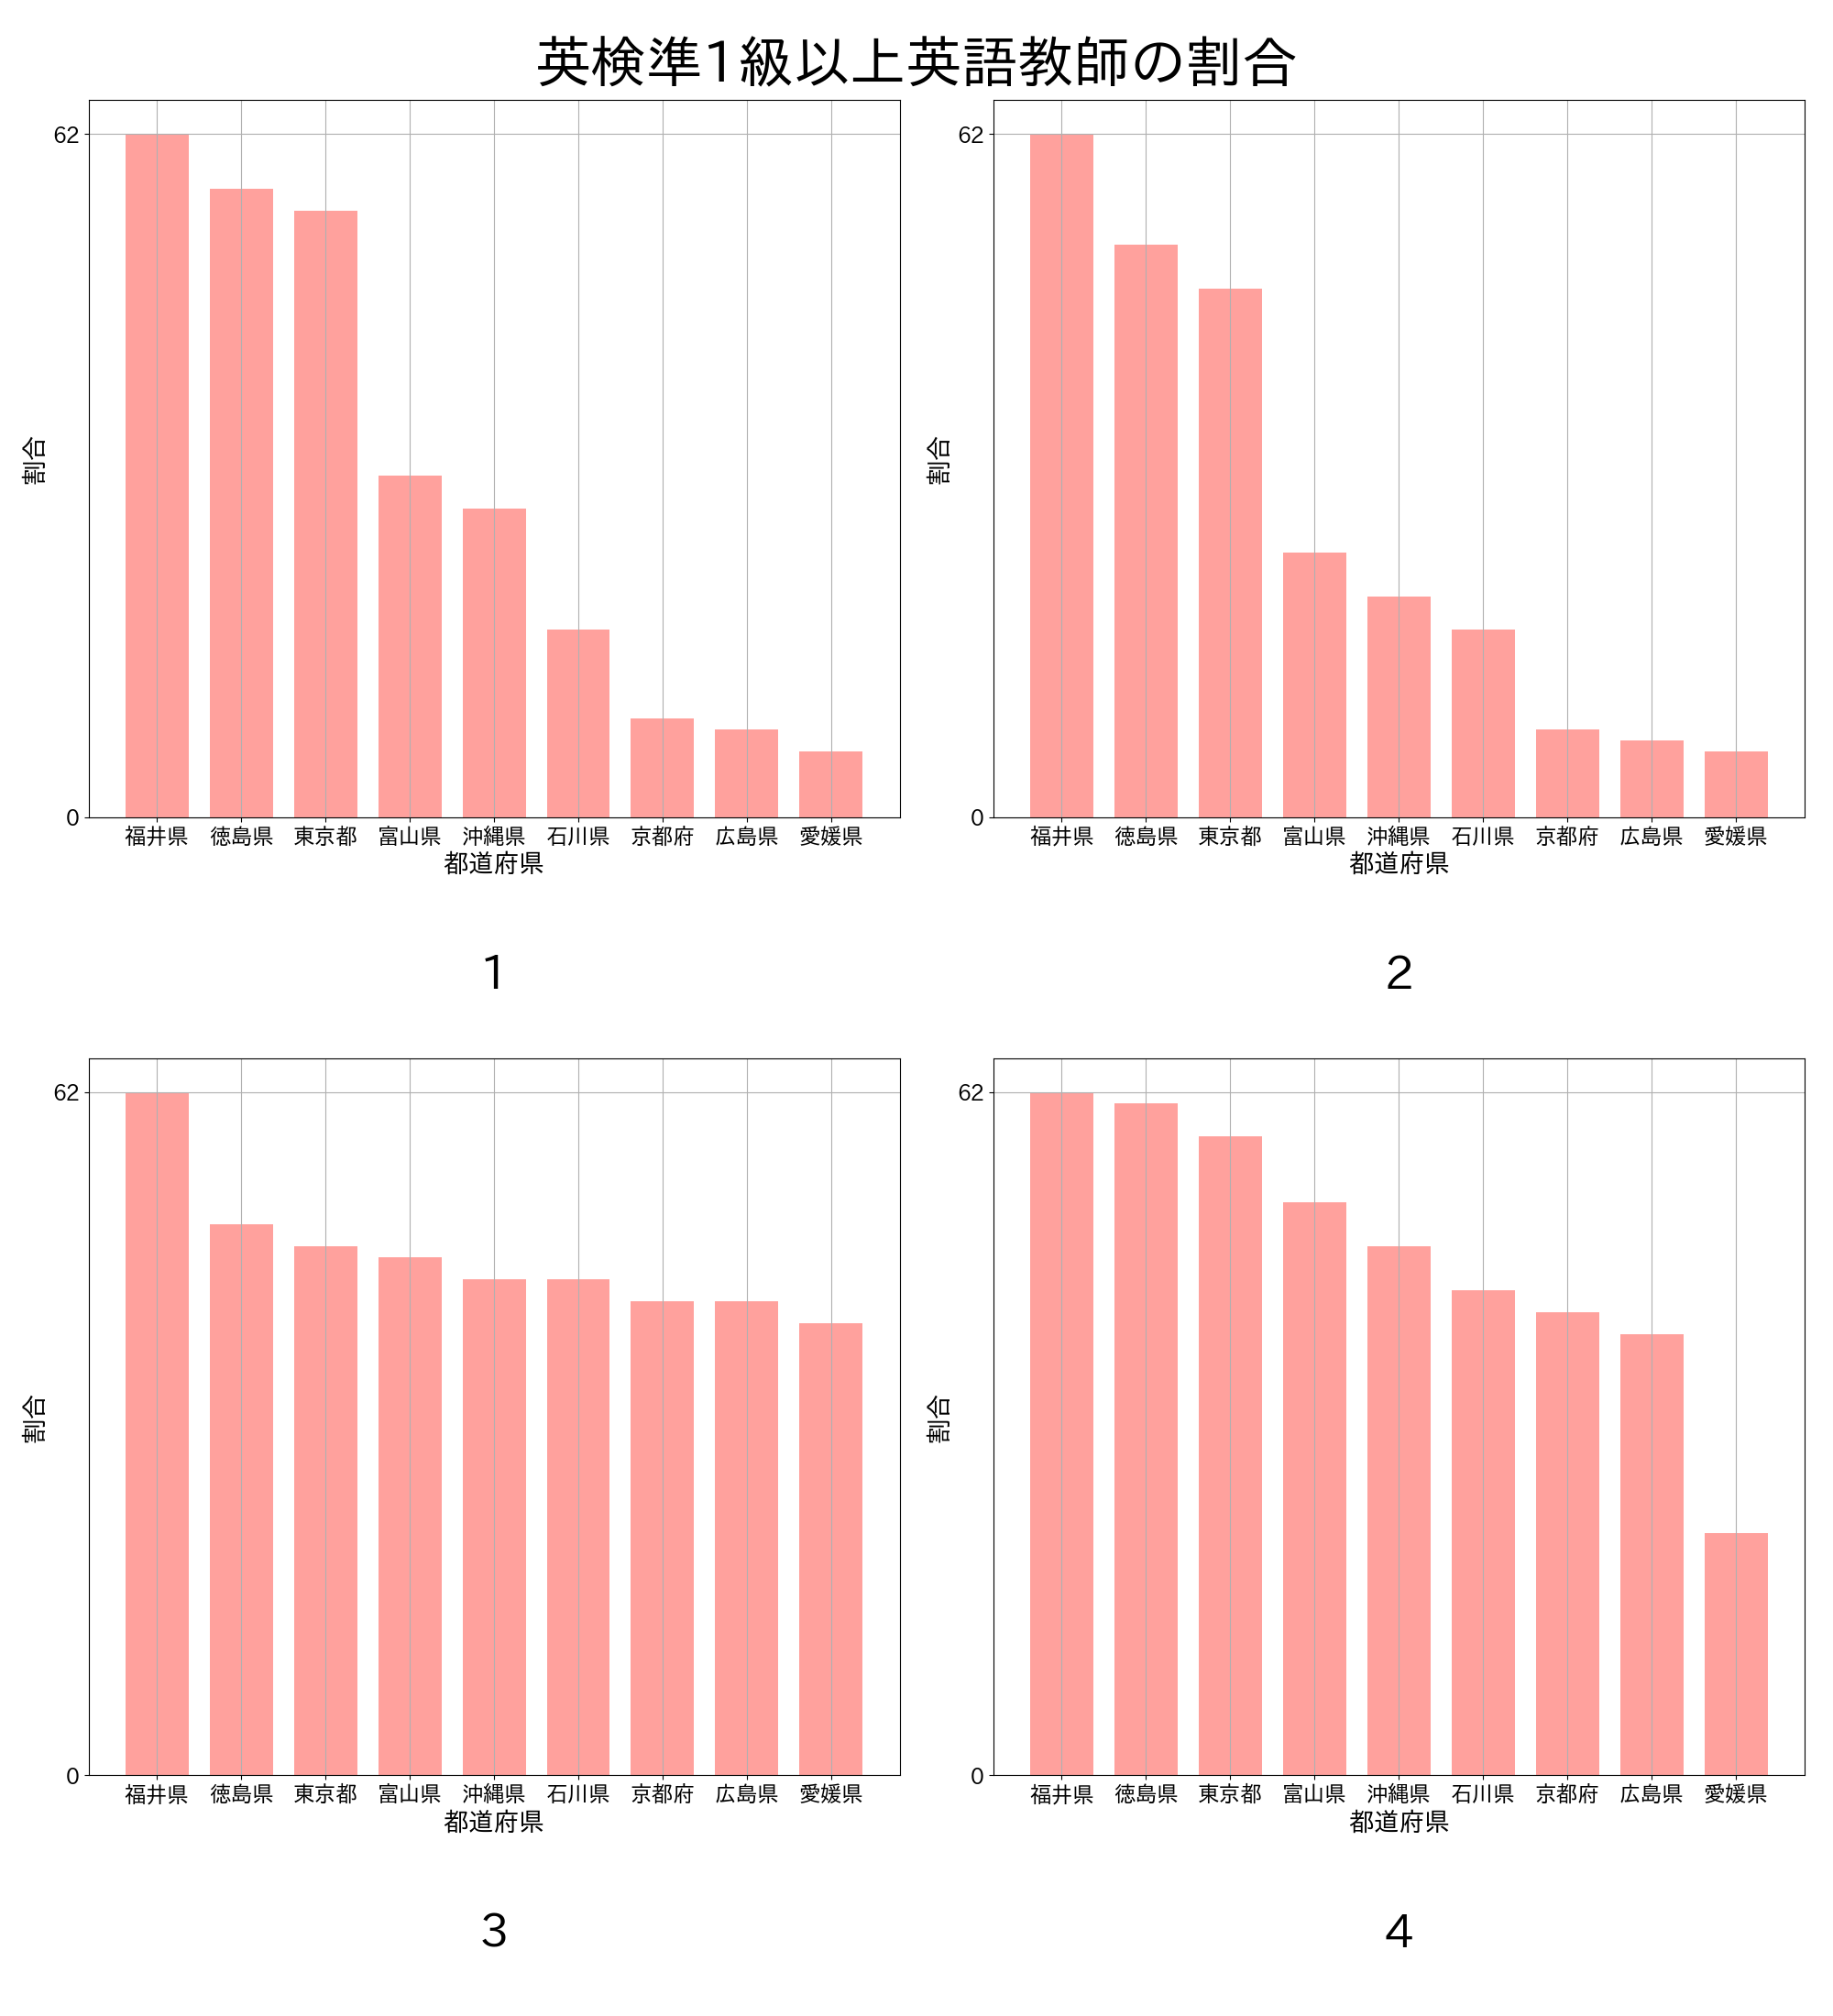 英検準1級以上英語教師の割合
62
0
割合
福井県 徳島県 東京都 富山県 沖縄県 石川県 京都府 広島県 愛媛県
都道府県
1
62
0
割合
福井県 徳島県 東京都 富山県 沖縄県 石川県 京都府 広島県 愛媛県
都道府県
2
62
0
割合
福井県 徳島県 東京都 富山県 沖縄県 石川県 京都府 広島県 愛媛県
都道府県
3
62
0
割合
福井県 徳島県 東京都 富山県 沖縄県 石川県 京都府 広島県 愛媛県
都道府県
4